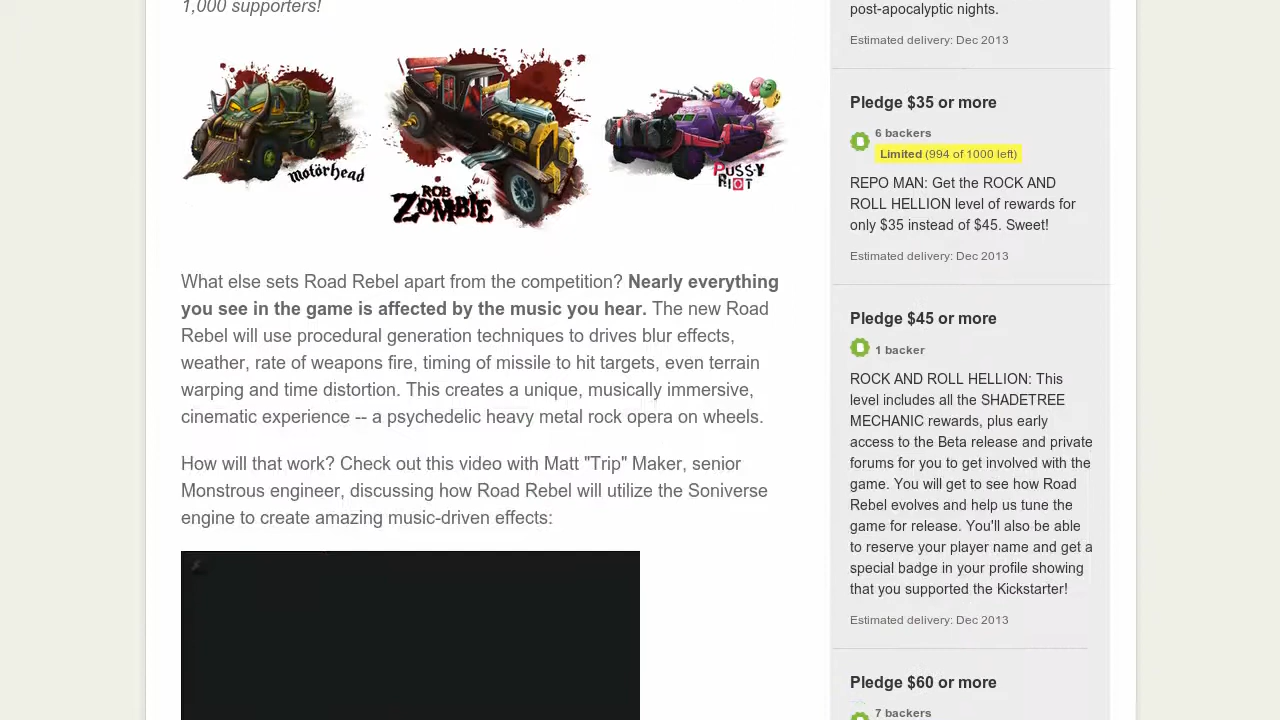 1,000 supporters!
motörhead
ROB
ZOMBIE
PUSSY
RIOT
What else sets Road Rebel apart from the competition? Nearly everything
you see in the game is affected by the music you hear. The new Road
Rebel will use procedural generation techniques to drives blur effects,
weather, rate of weapons fire, timing of missile to hit targets, even terrain
warping and time distortion. This creates a unique, musically immersive,
cinematic experience -- a psychedelic heavy metal rock opera on wheels.
How will that work? Check out this video with Matt "Trip" Maker, senior
Monstrous engineer, discussing how Road Rebel will utilize the Soniverse
engine to create amazing music-driven effects:
post-apocalyptic nights.
Estimated delivery: Dec 2013
Pledge $35 or more
6 backers
Limited (994 of 1000 left)
REPO MAN: Get the ROCK AND
ROLL HELLION level of rewards for
only $35 instead of $45. Sweet!
Estimated delivery: Dec 2013
Pledge $45 or more
1 backer
ROCK AND ROLL HELLION: This
level includes all the SHADETREE
MECHANIC rewards, plus early
access to the Beta release and private
forums for you to get involved with the
game. You will get to see how Road
Rebel evolves and help us tune the
game for release. You'll also be able
to reserve your player name and get a
special badge in your profile showing
that you supported the Kickstarter!
Estimated delivery: Dec 2013
Pledge $60 or more
7 backers